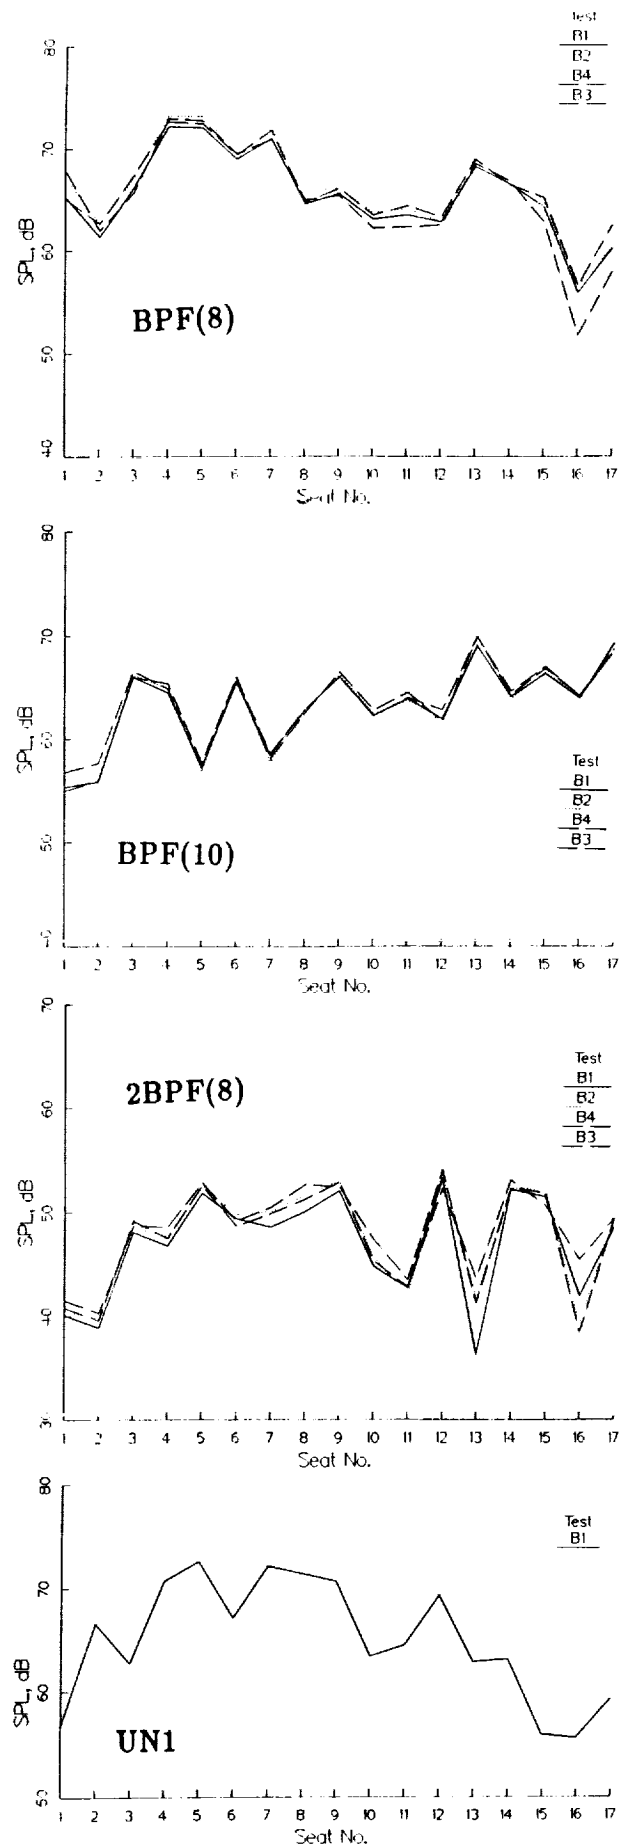 Test
B1
B2
B4
B3
80
70
60
50
40
SPL, dB
BPF(8)
1 2 3 4 5 6 7 8 9 10 11 12 13 14 15 16 17
Seat No.
80
70
60
50
40
SPL, dB
BPF(10)
Test
B1
B2
B4
B3
1 2 3 4 5 6 7 8 9 10 11 12 13 14 15 16 17
Seat No.
70
60
50
40
30
SPL, dB
2BPF(8)
Test
B1
B2
B4
B3
1 2 3 4 5 6 7 8 9 10 11 12 13 14 15 16 17
Seat No.
80
70
60
50
SPL, dB
UN1
Test
B1
1 2 3 4 5 6 7 8 9 10 11 12 13 14 15 16 17
Seat No.